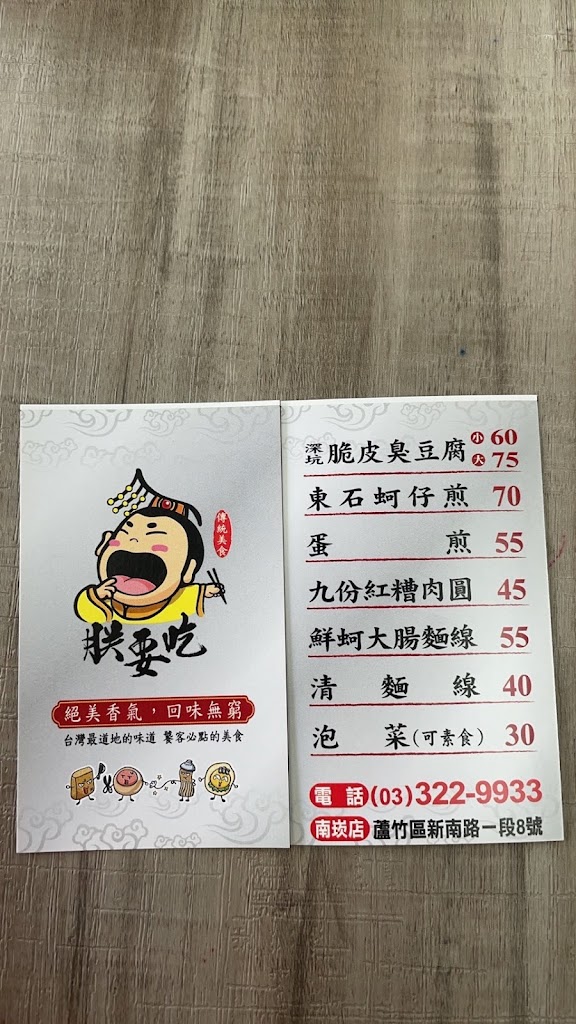 傳統美食
朕要吃
絕美香氣，回味無窮
台灣最道地的味道 饕客必點的美食
深坑脆皮臭豆腐 小60 大75
東石蚵仔煎 70
蛋煎 55
九份紅糟肉圓 45
鮮蚵大腸麵線 55
清麵線 40
泡菜(可素食) 30
電話(03)322-9933
南崁店 蘆竹區新南路一段8號